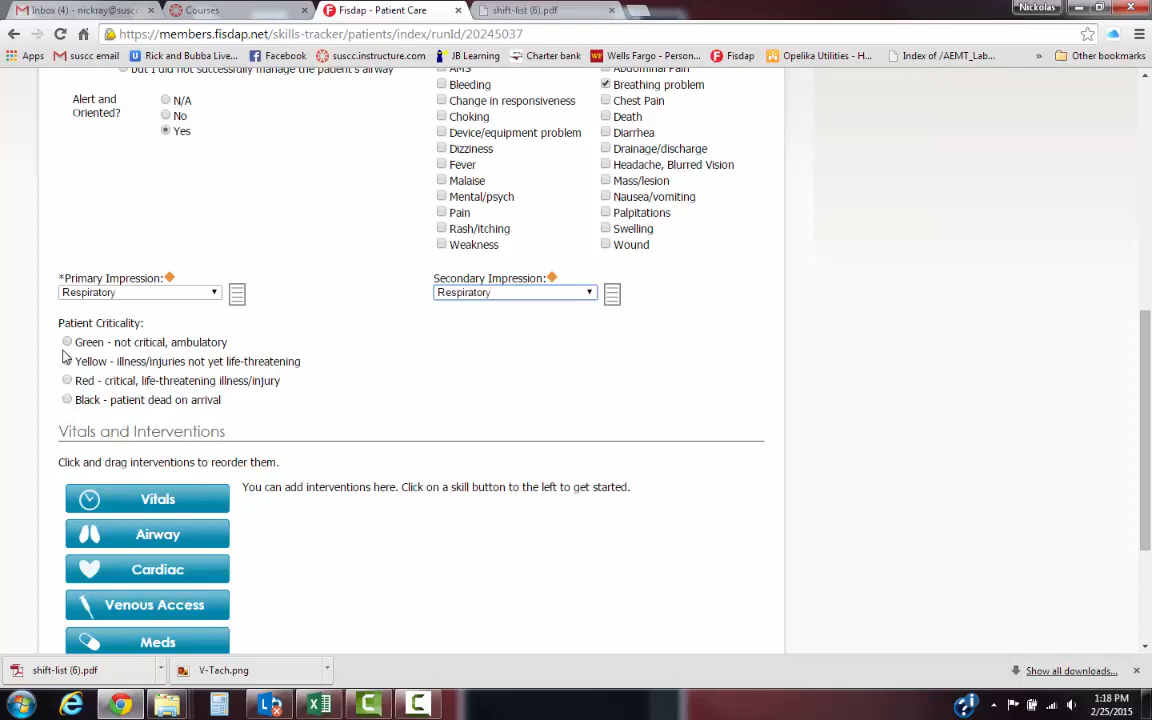 Inbox (4) - nickray@suscc
Courses
Fisdap - Patient Care
shift-list (6).pdf
Nickolas
https://members.fisdap.net/skills-tracker/patients/index/runId/20245037
Apps
suscc email
Rick and Bubba Live...
Facebook
suscc.instructure.com
JB Learning
Charter bank
Wells Fargo - Person...
Fisdap
Opelika Utilities - H...
Index of /AEMT_Lab...
»
Other bookmarks
but I did not successfully manage the patient's airway
AMS
Abdominal Pain
Bleeding
Breathing problem
Alert and
Oriented?
N/A
No
Yes
Change in responsiveness
Chest Pain
Choking
Death
Device/equipment problem
Diarrhea
Dizziness
Drainage/discharge
Fever
Headache, Blurred Vision
Malaise
Mass/lesion
Mental/psych
Nausea/vomiting
Pain
Palpitations
Rash/itching
Swelling
Weakness
Wound
*Primary Impression:
Respiratory
Secondary Impression:
Respiratory
Patient Criticality:
Green - not critical, ambulatory
Yellow - illness/injuries not yet life-threatening
Red - critical, life-threatening illness/injury
Black - patient dead on arrival
Vitals and Interventions
Click and drag interventions to reorder them.
You can add interventions here. Click on a skill button to the left to get started.
Vitals
Airway
Cardiac
Venous Access
Meds
shift-list (6).pdf
V-Tach.png
Show all downloads...
1:18 PM
2/25/2015